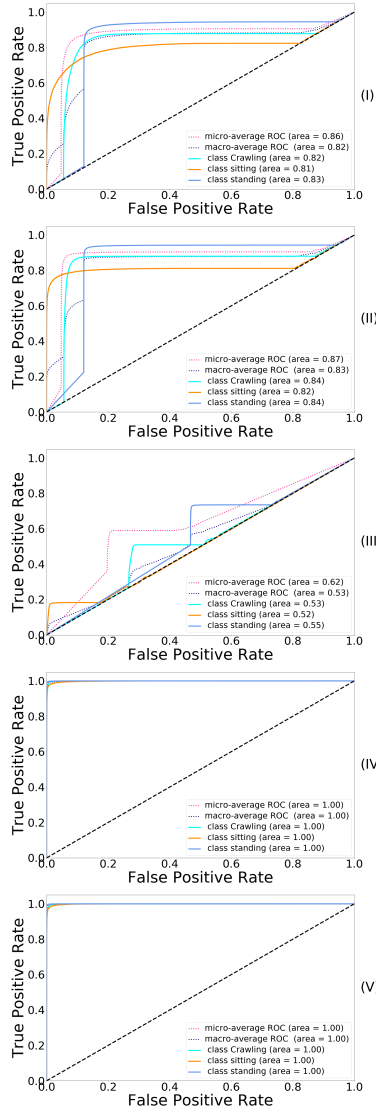 1.0
0.8
0.6
0.4
0.2
0.0
True Positive Rate
(I)
micro-average ROC (area = 0.86)
macro-average ROC (area = 0.82)
class Crawling (area = 0.82)
class sitting (area = 0.81)
class standing (area = 0.83)
0 0.2 0.4 0.6 0.8 1.0
False Positive Rate
1.0
0.8
0.6
0.4
0.2
0.0
True Positive Rate
(II)
micro-average ROC (area = 0.87)
macro-average ROC (area = 0.83)
class Crawling (area = 0.84)
class sitting (area = 0.82)
class standing (area = 0.84)
0 0.2 0.4 0.6 0.8 1.0
False Positive Rate
1.0
0.8
0.6
0.4
0.2
0.0
True Positive Rate
(III
micro-average ROC (area = 0.62)
macro-average ROC (area = 0.53)
class Crawling (area = 0.53)
class sitting (area = 0.52)
class standing (area = 0.55)
0 0.2 0.4 0.6 0.8 1.0
False Positive Rate
1.0
0.8
0.6
0.4
0.2
0.0
True Positive Rate
(IV
micro-average ROC (area = 1.00)
macro-average ROC (area = 1.00)
class Crawling (area = 1.00)
class sitting (area = 1.00)
class standing (area = 1.00)
0 0.2 0.4 0.6 0.8 1.0
False Positive Rate
1.0
0.8
0.6
0.4
0.2
0.0
True Positive Rate
(V
micro-average ROC (area = 1.00)
macro-average ROC (area = 1.00)
class Crawling (area = 1.00)
class sitting (area = 1.00)
class standing (area = 1.00)
0 0.2 0.4 0.6 0.8 1.0
False Positive Rate